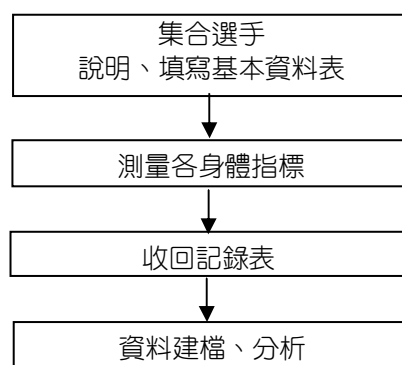 集合選手
說明、填寫基本資料表
測量各身體指標
收回記錄表
資料建檔、分析